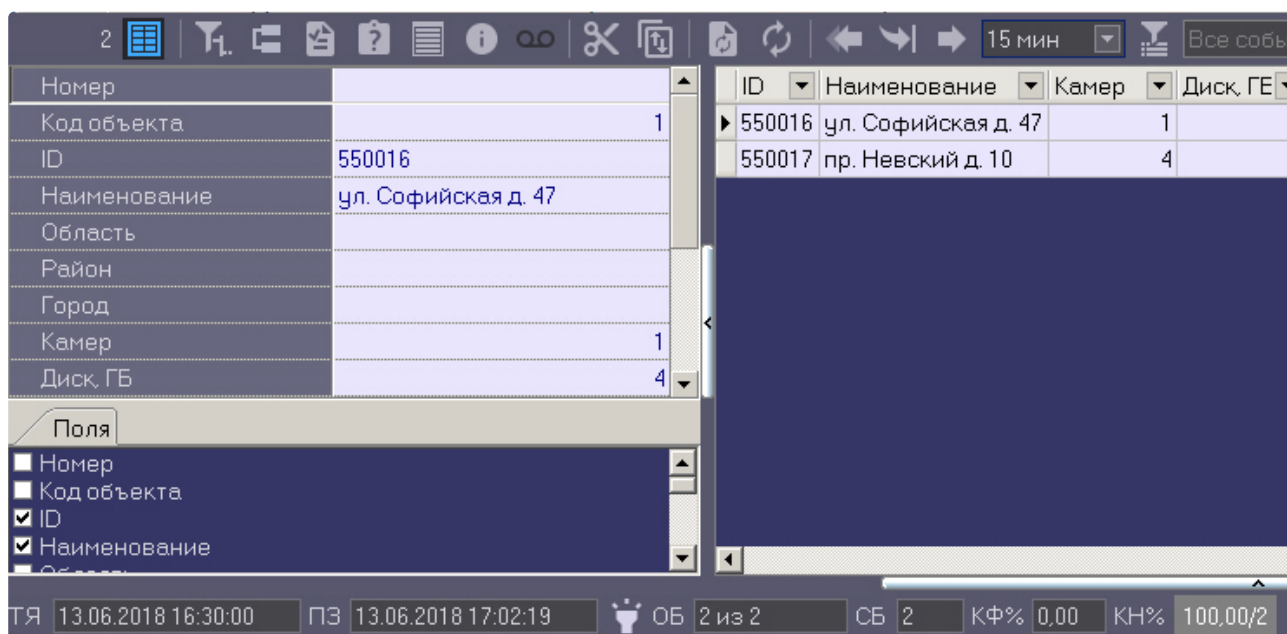 2 15 мин Все собы
Номер
Код объекта 1
ID 550016
Наименование ул. Софийская д. 47
Область
Район
Город
Камер 1
Диск, ГБ 4
ID Наименование Камер Диск, ГЕ
550016 ул. Софийская д. 47 1
550017 пр. Невский д. 10 4
Поля
Номер
Код объекта
ID
Наименование
ТЯ 13.06.2018 16:30:00 ПЗ 13.06.2018 17:02:19 ОБ 2 из 2 СБ 2 КФ% 0,00 КН% 100,00/2